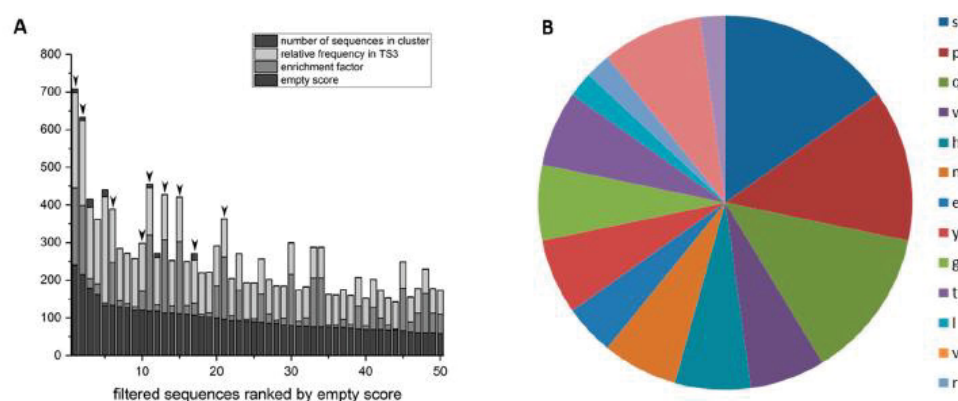 A
number of sequences in cluster
relative frequency in TS3
enrichment factor
empty score
800
700
600
500
400
300
200
100
0
10
20
30
40
50
filtered sequences ranked by empty score
B
s
p
h
e
y
g
t
l